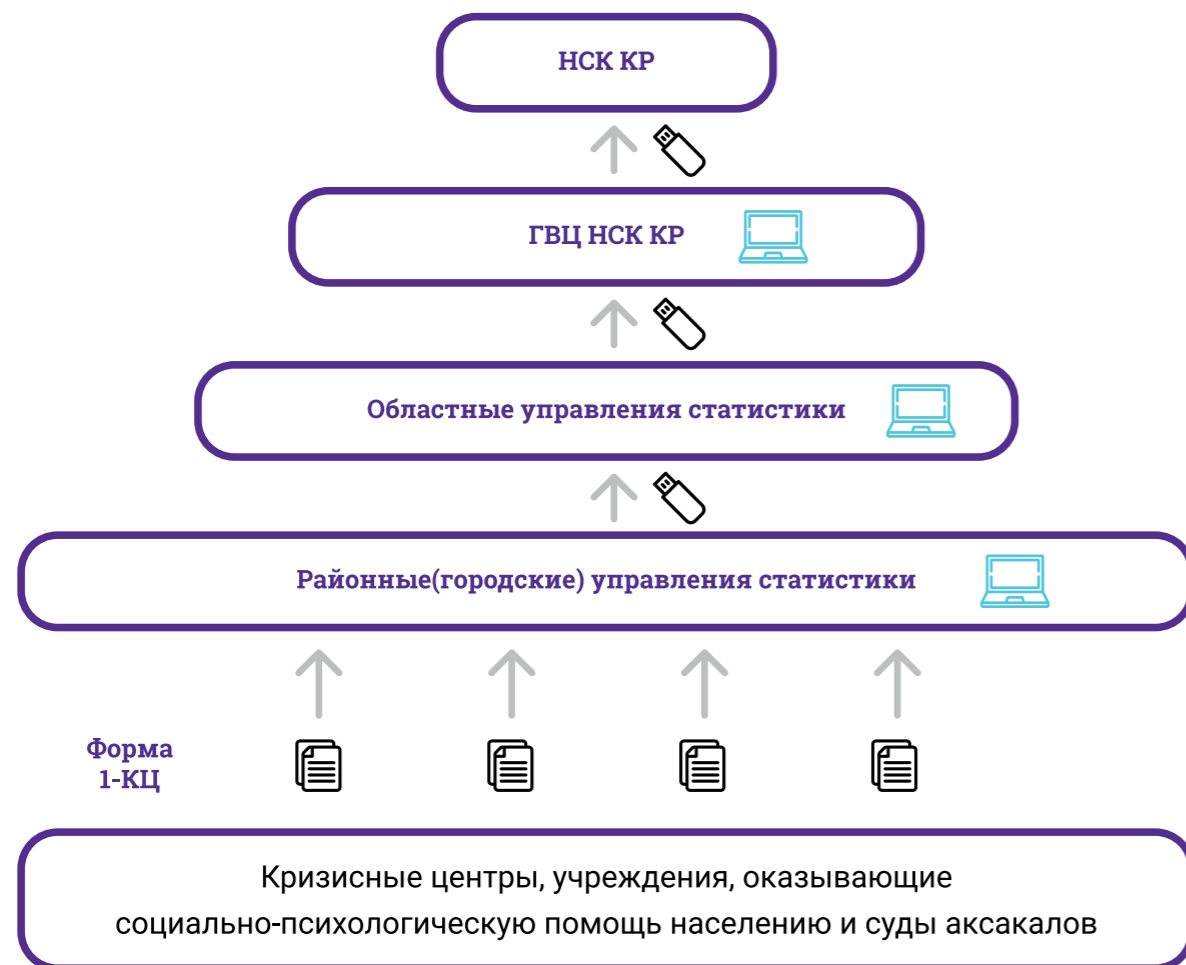 НСК КР
ГВЦ НСК КР
Областные управления статистики
Районные(городские) управления статистики
Форма
1-КЦ
Кризисные центры, учреждения, оказывающие
социально-психологическую помощь населению и суды аксакалов